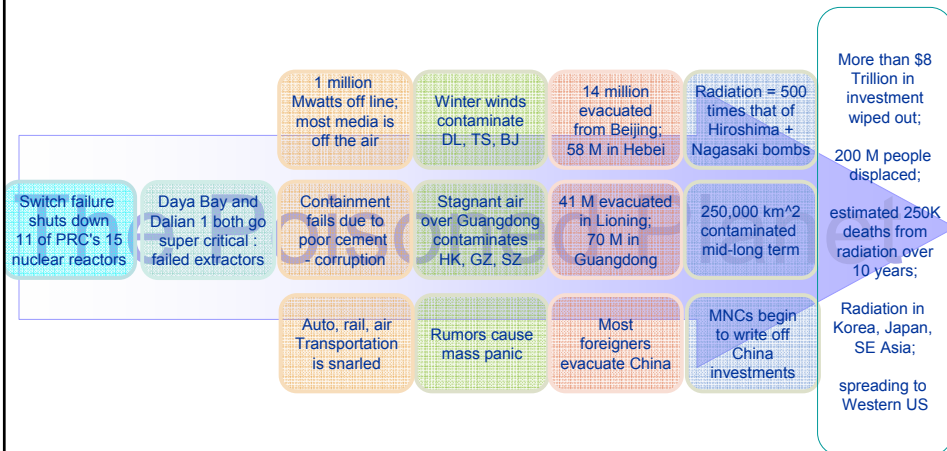 Switch failure
shuts down
11 of PRC's 15
nuclear reactors
Daya Bay and
Dalian 1 both go
super critical :
failed extractors
1 million
Mwatts off line;
most media is
off the air
Containment
fails due to
poor cement
- corruption
Auto, rail, air
Transportation
is snarled
Winter winds
contaminate
DL, TS, BJ
Stagnant air
over Guangdong
contaminates
HK, GZ, SZ
Rumors cause
mass panic
14 million
evacuated
from Beijing;
58 M in Hebei
41 M evacuated
in Lioning;
70 M in
Guangdong
Most
foreigners
evacuate China
Radiation = 500
times that of
Hiroshima +
Nagasaki bombs
250,000 km^2
contaminated
mid-long term
MNCs begin
to write off
China
investments
More than $8
Trillion in
investment
wiped out;
200 M people
displaced;
estimated 250K
deaths from
radiation over
10 years;
Radiation in
Korea, Japan,
SE Asia;
spreading to
Western US
The Poisoned Planet